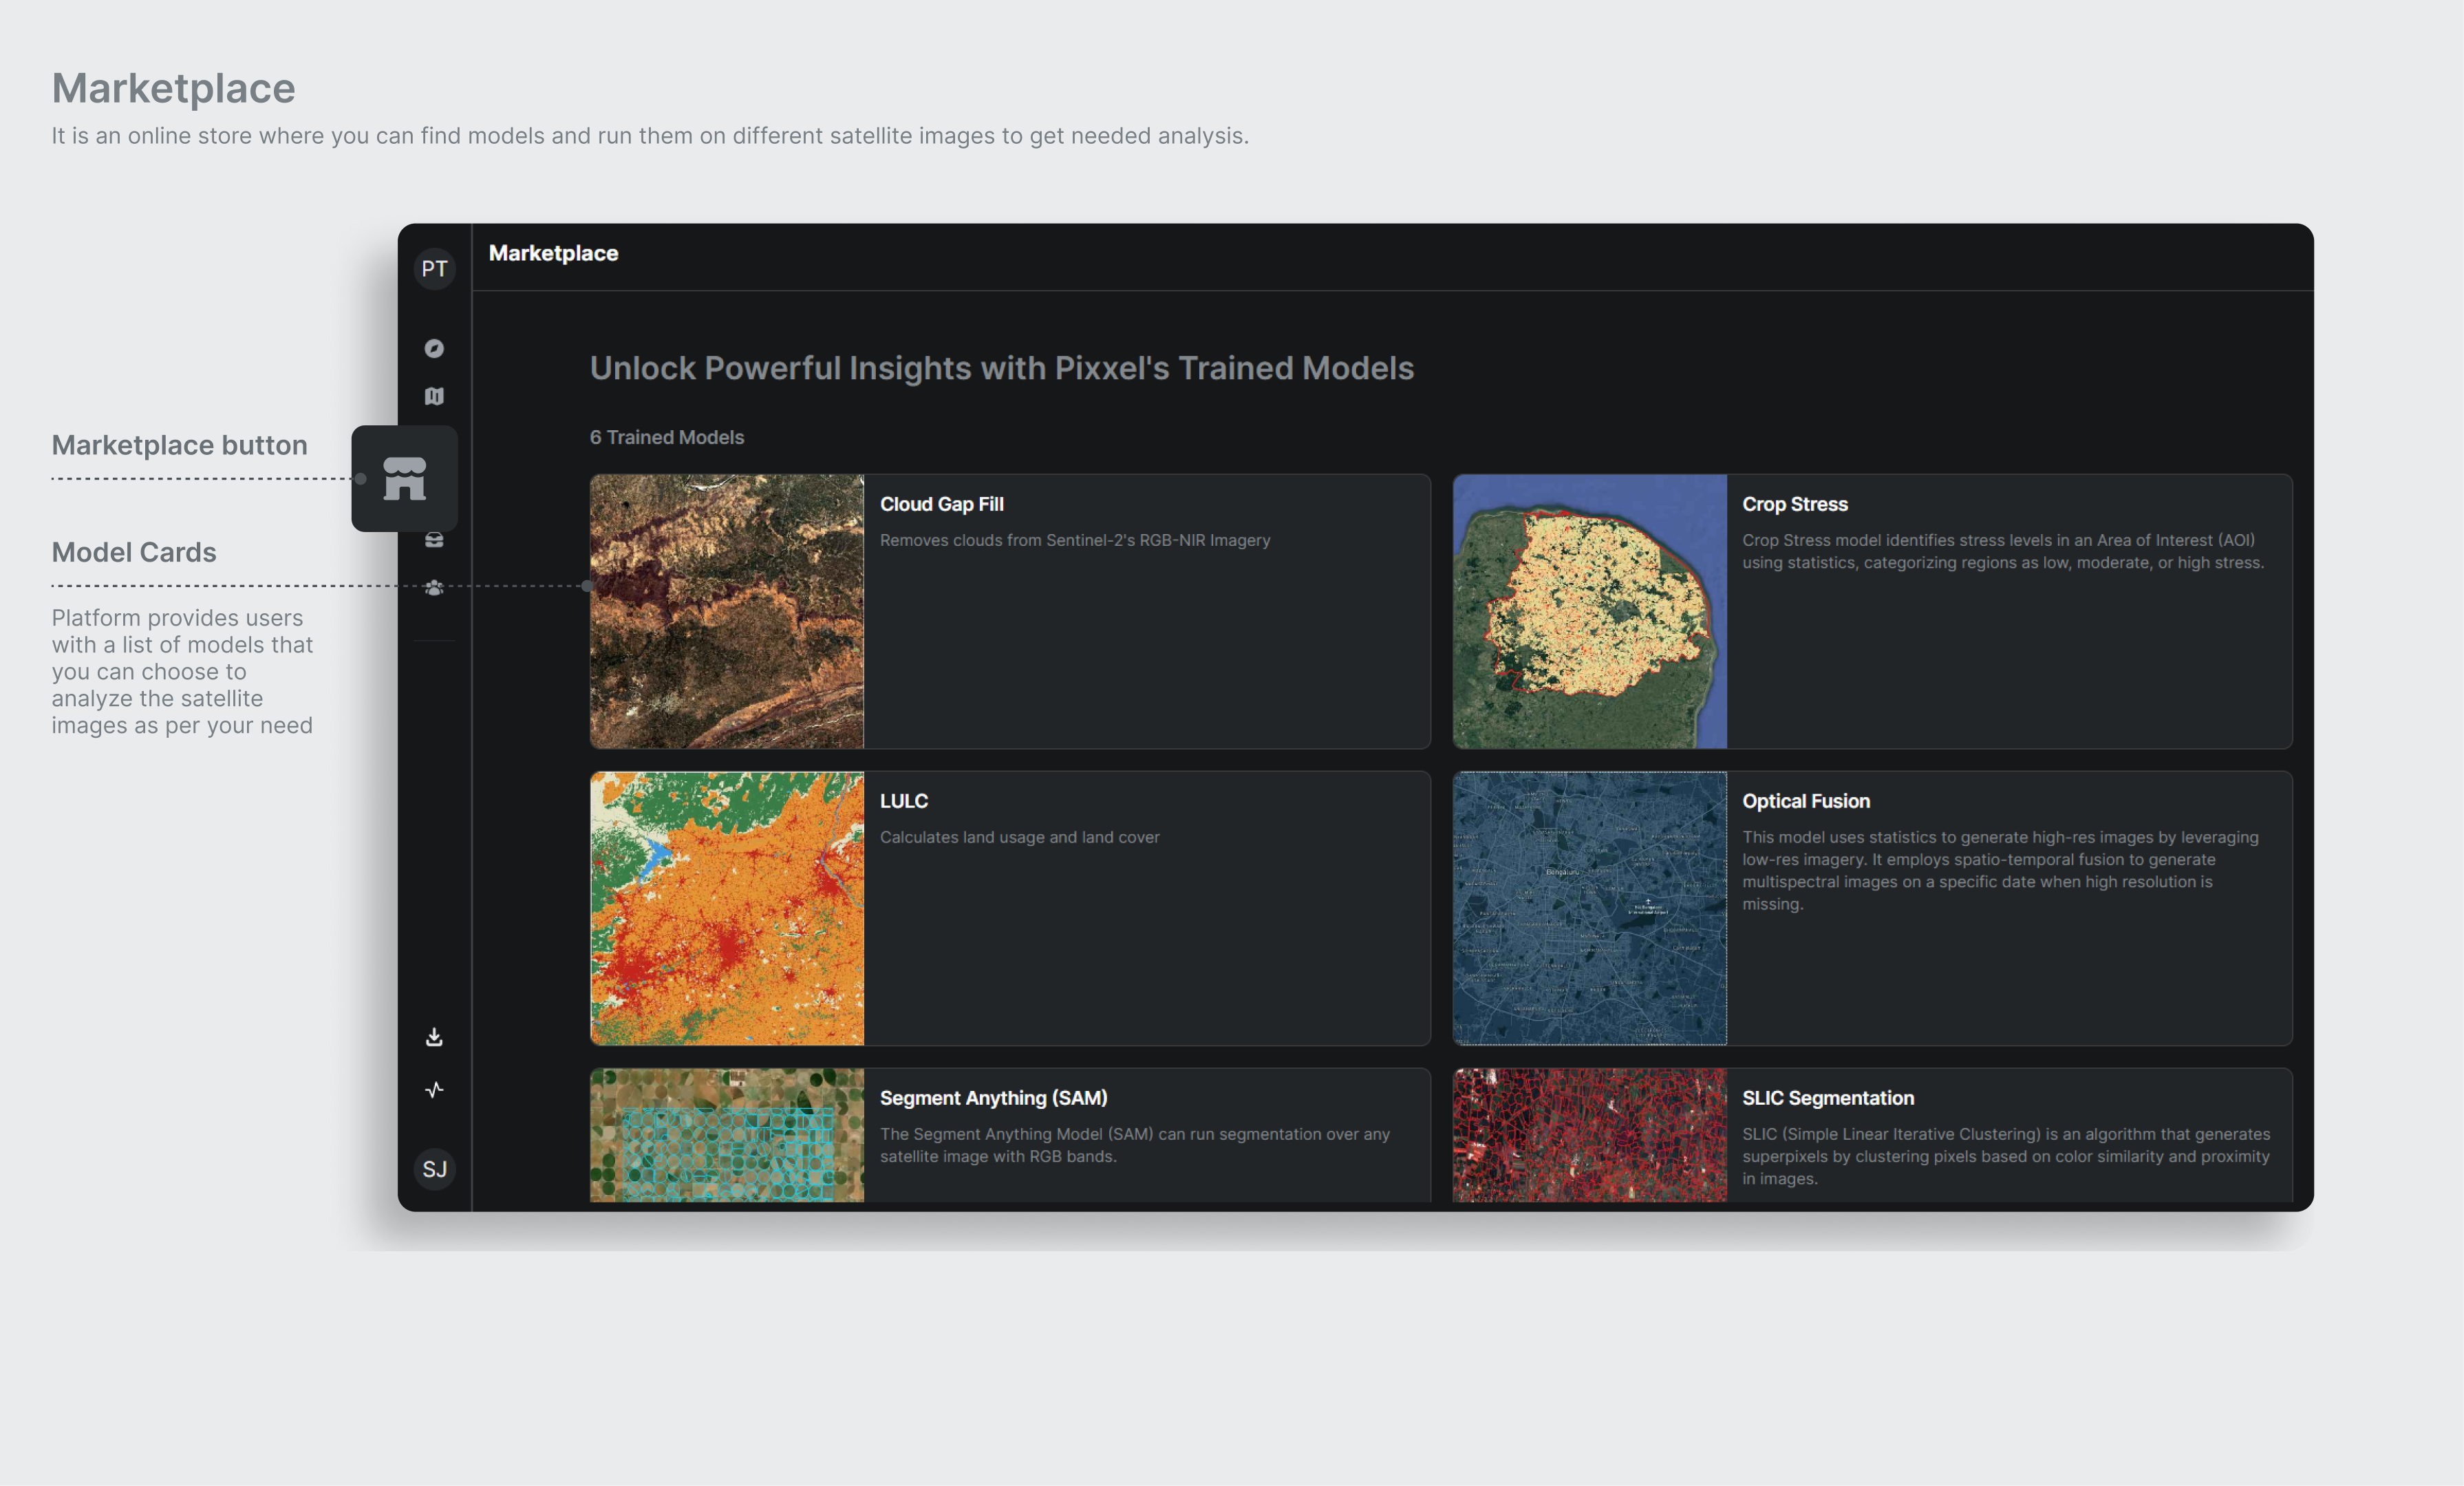 Marketplace
It is an online store where you can find models and run them on different satellite images to get needed analysis.
Marketplace button
Model Cards
Platform provides users
with a list of models that
you can choose to
analyze the satellite
images as per your need
PT
Marketplace
Unlock Powerful Insights with Pixxel's Trained Models
6 Trained Models
Cloud Gap Fill
Removes clouds from Sentinel-2's RGB-NIR Imagery
Crop Stress
Crop Stress model identifies stress levels in an Area of Interest (AOI)
using statistics, categorizing regions as low, moderate, or high stress.
LULC
Calculates land usage and land cover
Bengaluru
Optical Fusion
This model uses statistics to generate high-res images by leveraging
low-res imagery. It employs spatio-temporal fusion to generate
multispectral images on a specific date when high resolution is
missing.
Segment Anything (SAM)
The Segment Anything Model (SAM) can run segmentation over any
satellite image with RGB bands.
SLIC Segmentation
SLIC (Simple Linear Iterative Clustering) is an algorithm that generates
superpixels by clustering pixels based on color similarity and proximity
in images.
SJ